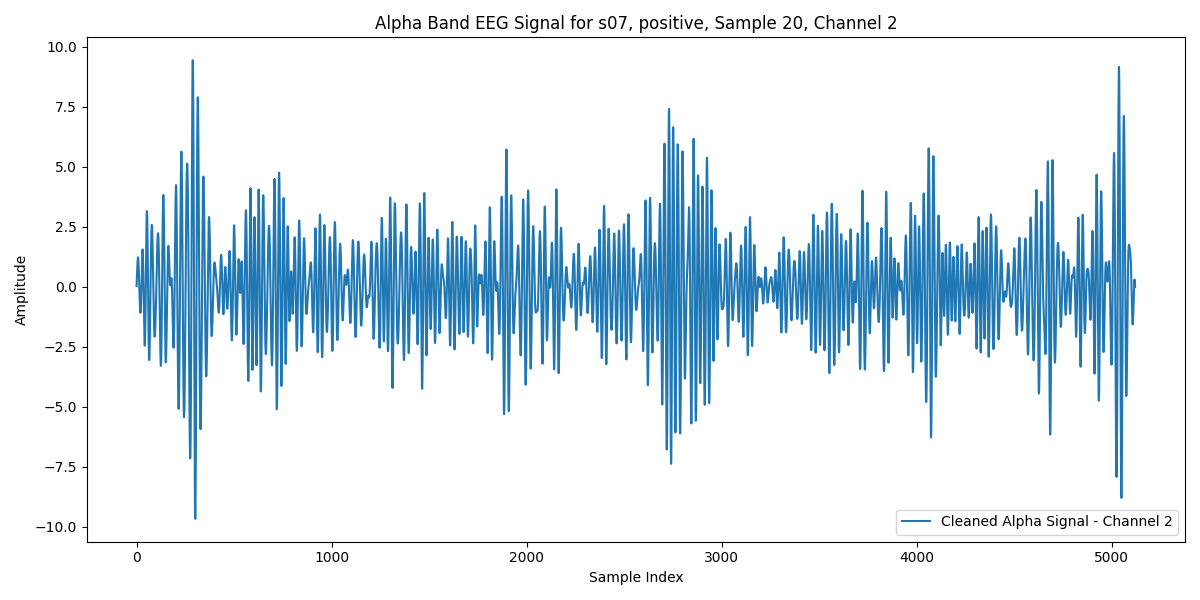 Alpha Band EEG Signal for s07, positive, Sample 20, Channel 2
10.0
7.5
5.0
2.5
0.0
−2.5
−5.0
−7.5
−10.0
Amplitude
Cleaned Alpha Signal - Channel 2
0 1000 2000 3000 4000 5000
Sample Index